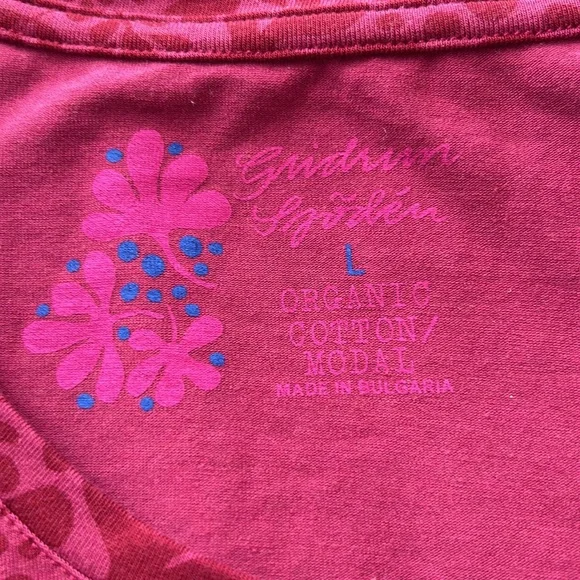 Gudrun
Sjödén
L
ORGANIC
COTTON/
MODAL
MADE IN BULGARIA